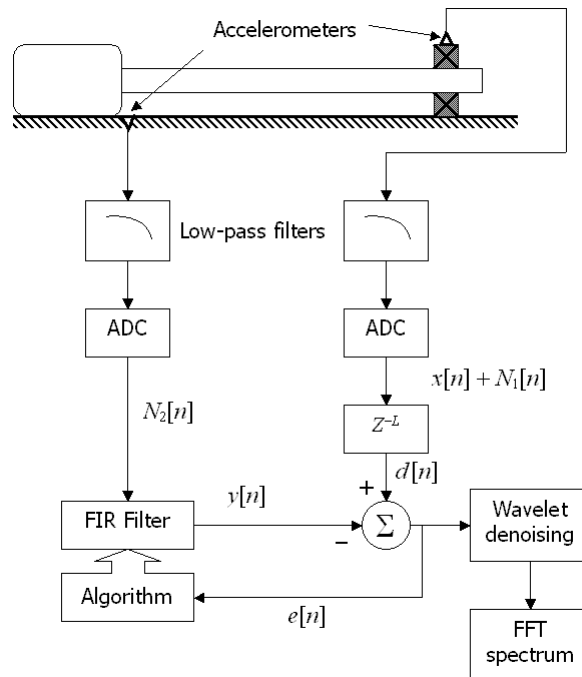 Accelerometers
Low-pass filters
ADC
ADC
x[n] + N₁[n]
N₂[n]
Z⁻ᴸ
+
d[n]
y[n]
FIR Filter
−
Σ
Wavelet
denoising
Algorithm
e[n]
FFT
spectrum